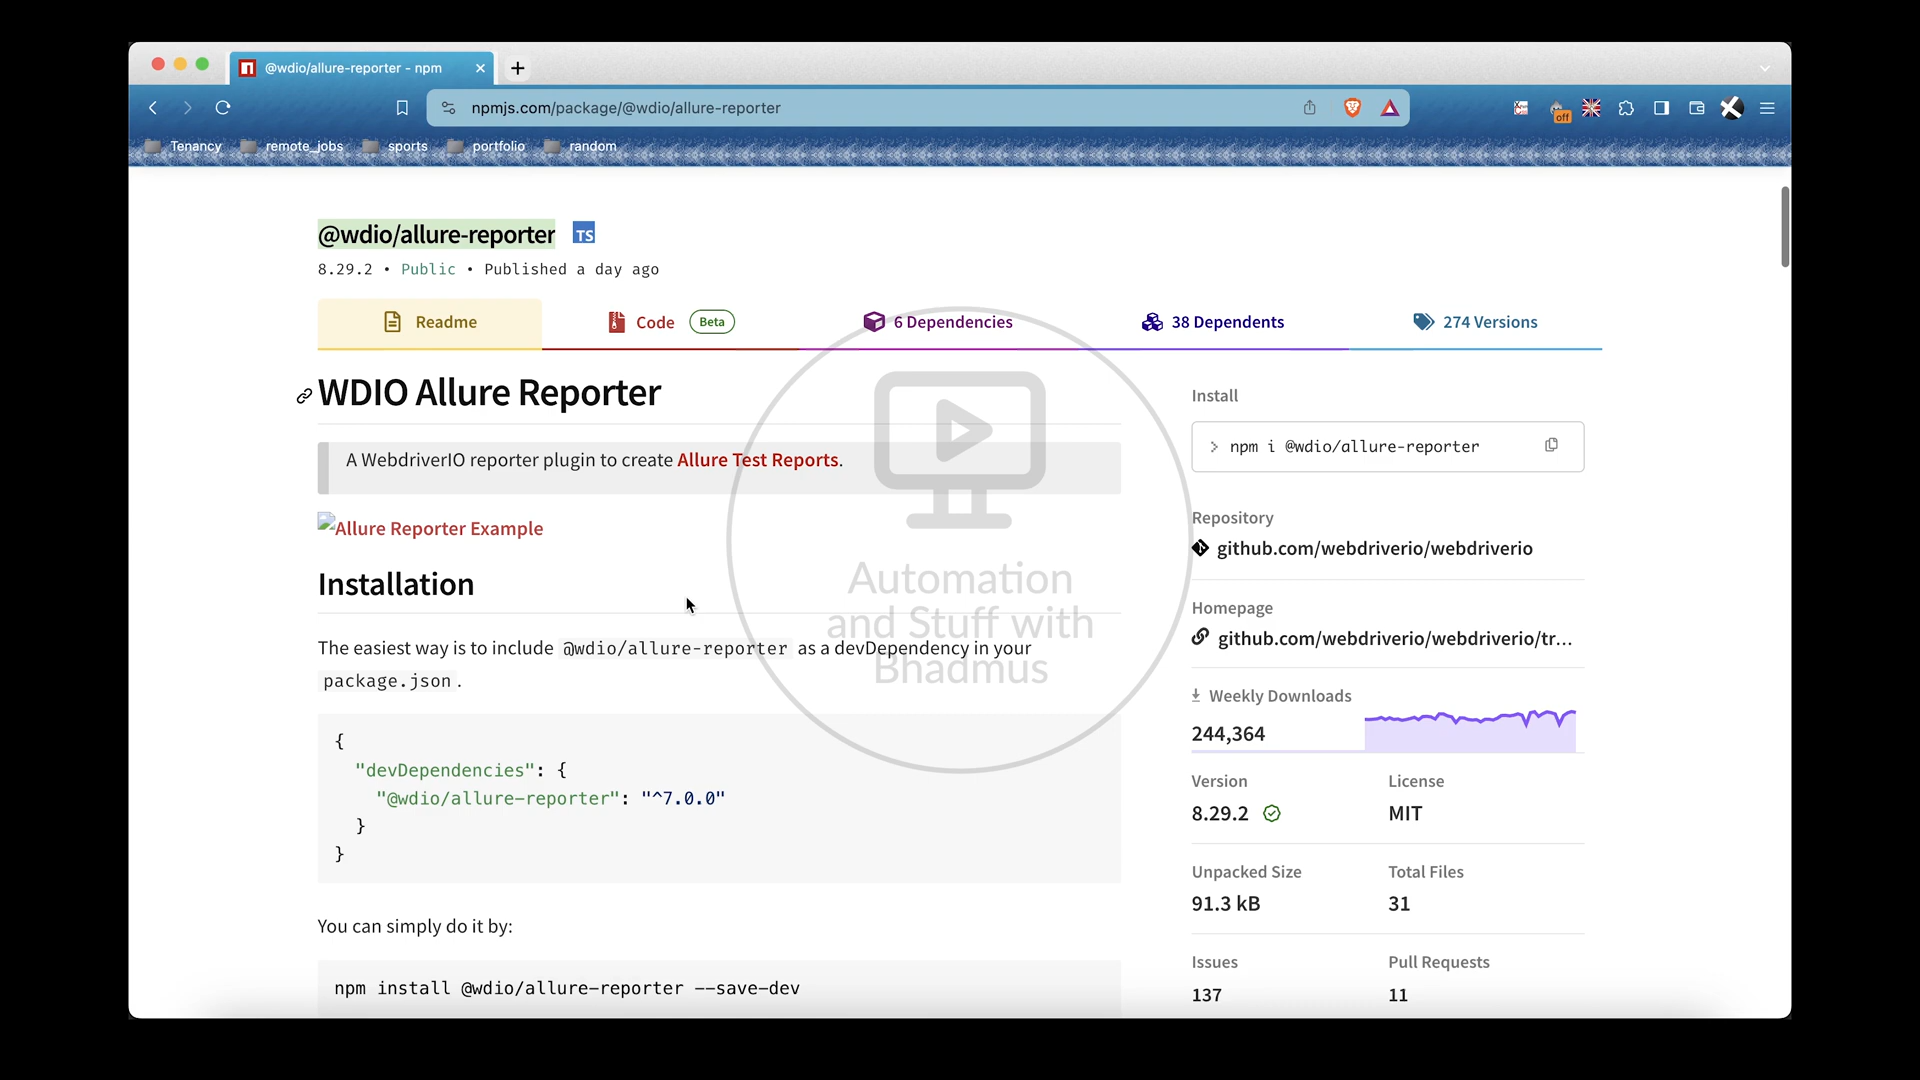 @wdio/allure-reporter - npm
npmjs.com/package/@wdio/allure-reporter
off
Tenancy remote_jobs sports portfolio random
@wdio/allure-reporter TS
8.29.2 • Public • Published a day ago
Readme Code Beta 6 Dependencies 38 Dependents 274 Versions
WDIO Allure Reporter
A WebdriverIO reporter plugin to create Allure Test Reports.
Allure Reporter Example
Installation
The easiest way is to include @wdio/allure-reporter as a devDependency in your
package.json.
{
"devDependencies": {
"@wdio/allure-reporter": "^7.0.0"
}
}
You can simply do it by:
npm install @wdio/allure-reporter --save-dev
Install
> npm i @wdio/allure-reporter
Repository
github.com/webdriverio/webdriverio
Homepage
github.com/webdriverio/webdriverio/tr...
Weekly Downloads
244,364
Version License
8.29.2 MIT
Unpacked Size Total Files
91.3 kB 31
Issues Pull Requests
137 11
Automation
and Stuff with
Bhadmus